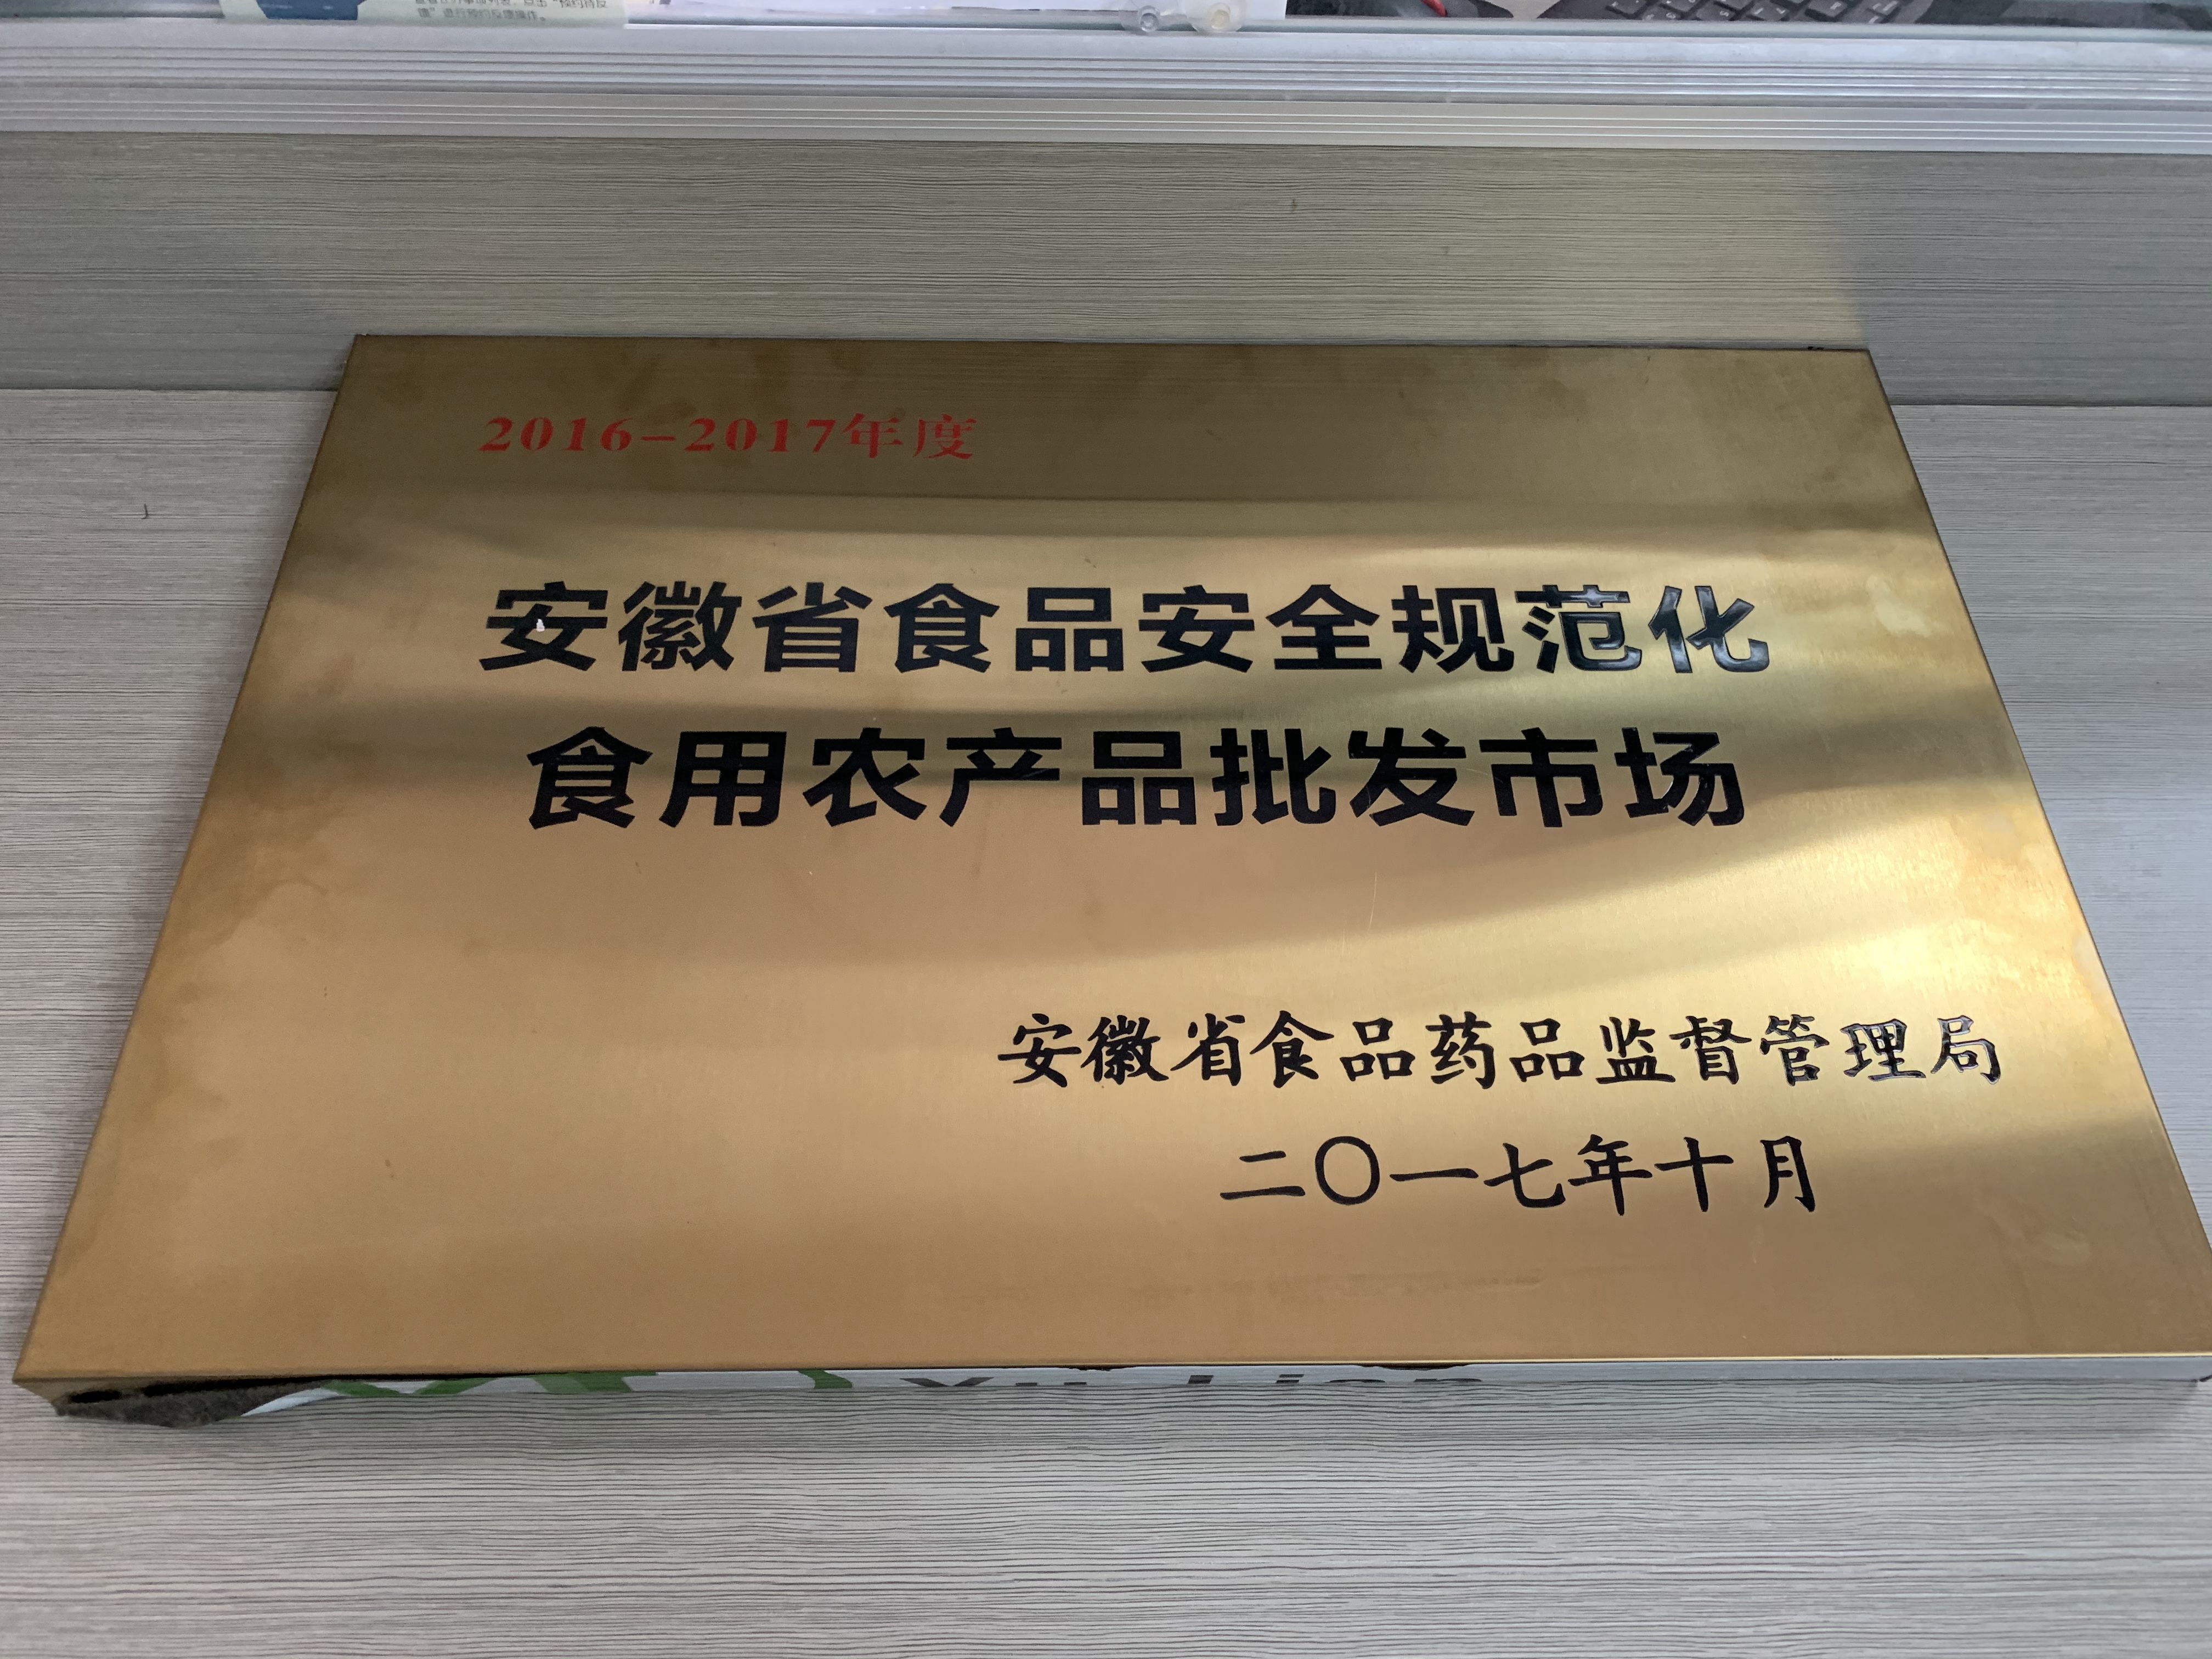 2016-2017年度
安徽省食品安全规范化
食用农产品批发市场
安徽省食品药品监督管理局
二〇一七年十月